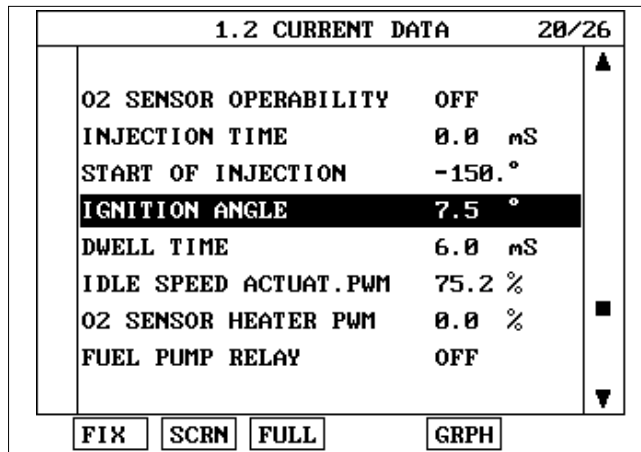 1.2 CURRENT DATA 20/26
O2 SENSOR OPERABILITY OFF
INJECTION TIME 0.0 mS
START OF INJECTION -150.°
IGNITION ANGLE 7.5 °
DWELL TIME 6.0 mS
IDLE SPEED ACTUAT.PWM 75.2 %
O2 SENSOR HEATER PWM 0.0 %
FUEL PUMP RELAY OFF
FIX SCRN FULL GRPH